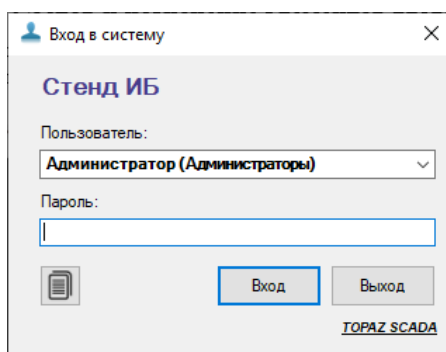 Вход в систему
Стенд ИБ
Пользователь:
Администратор (Администраторы)
Пароль:
Вход
Выход
TOPAZ SCADA